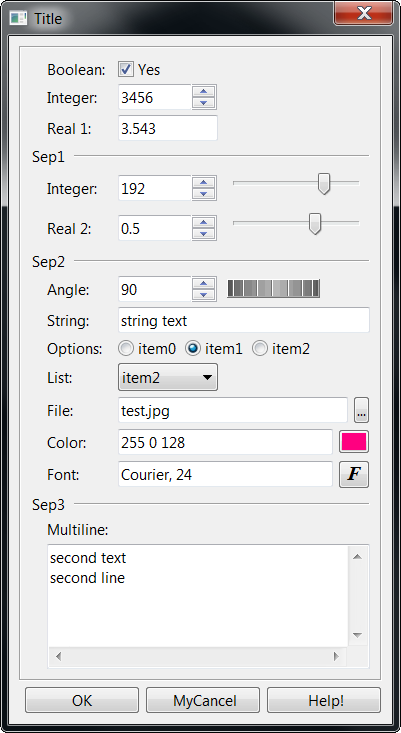 Title
Boolean: Yes
Integer: 3456
Real 1: 3.543
Sep1
Integer: 192
Real 2: 0.5
Sep2
Angle: 90
String: string text
Options: item0 item1 item2
List: item2
File: test.jpg ...
Color: 255 0 128
Font: Courier, 24 F
Sep3
Multiline:
second text
second line
OK MyCancel Help!